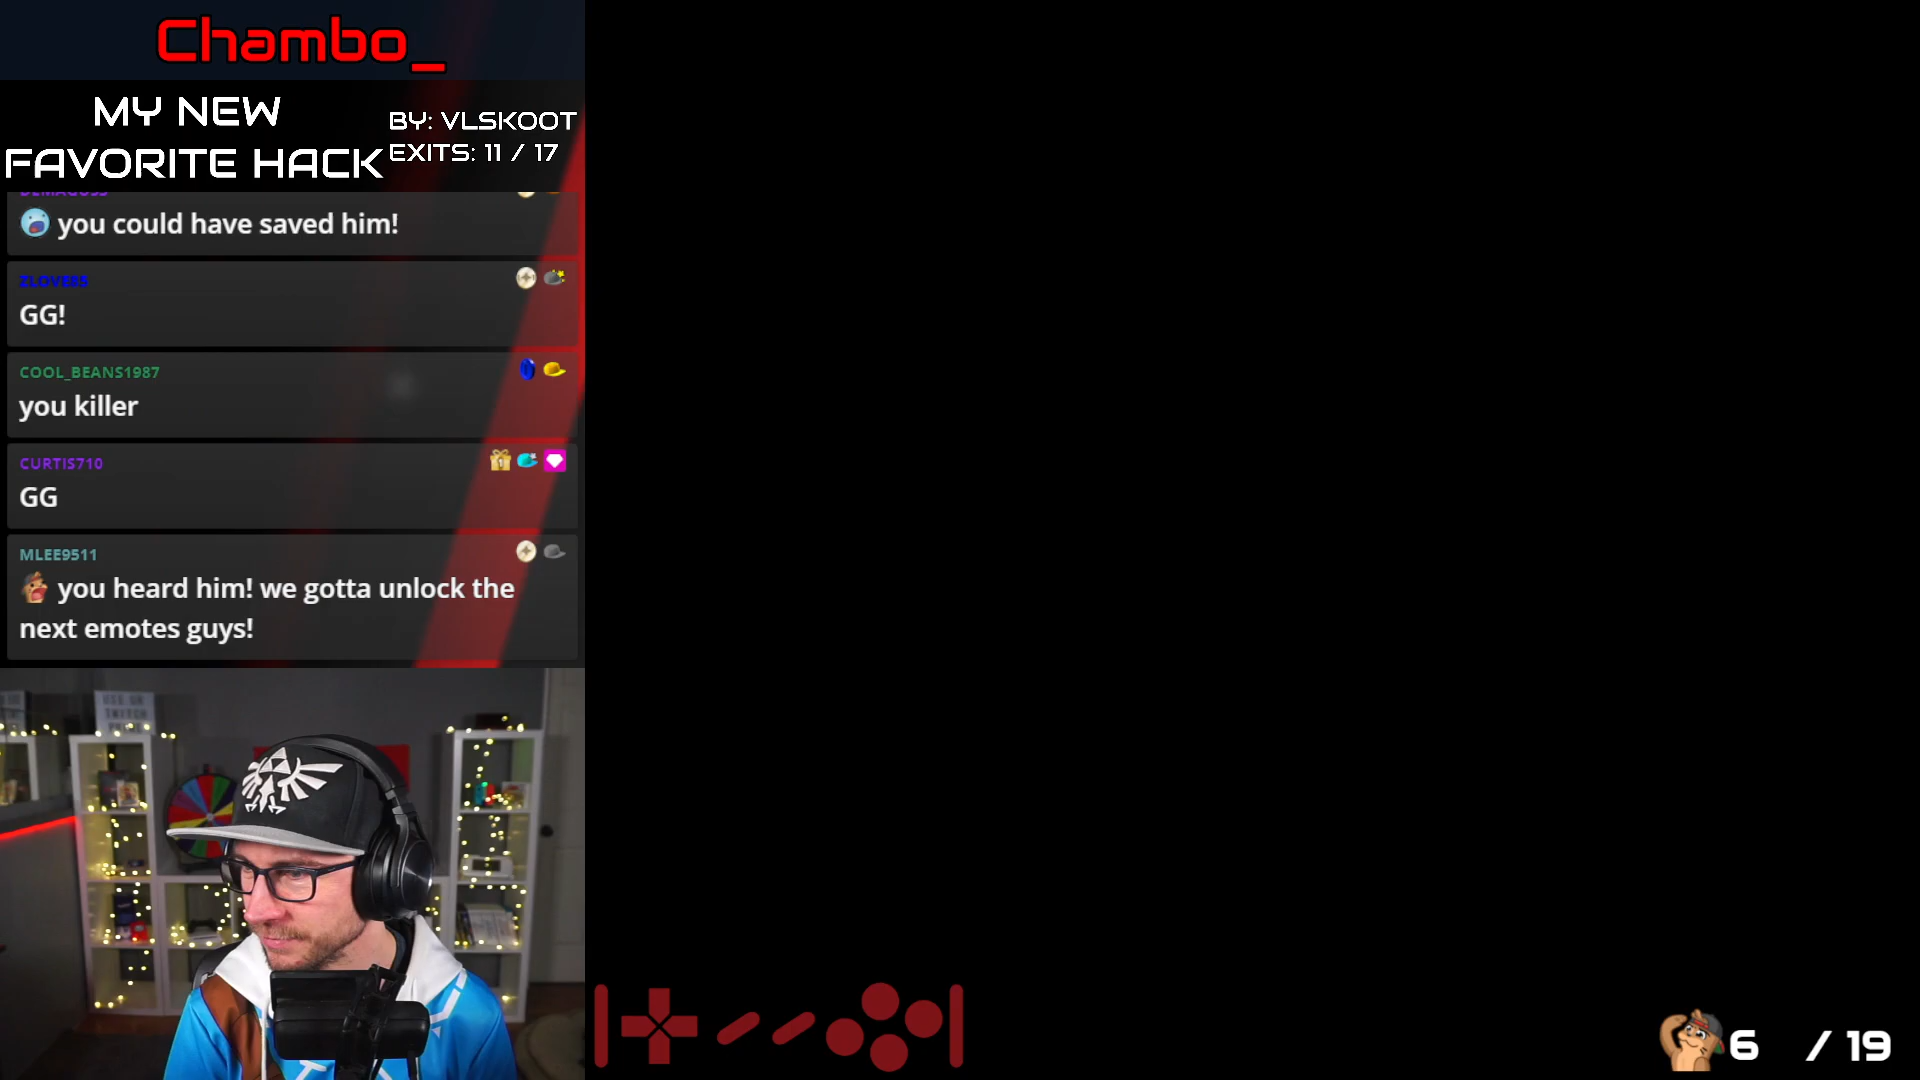 Chambo_
MY NEW
FAVORITE HACK
BY: VLSKOOT
EXITS: 11 / 17
you could have saved him!
ZLOVE85
GG!
COOL_BEANS1987
you killer
CURTIS710
GG
MLEE9511
you heard him! we gotta unlock the
next emotes guys!
6 / 19